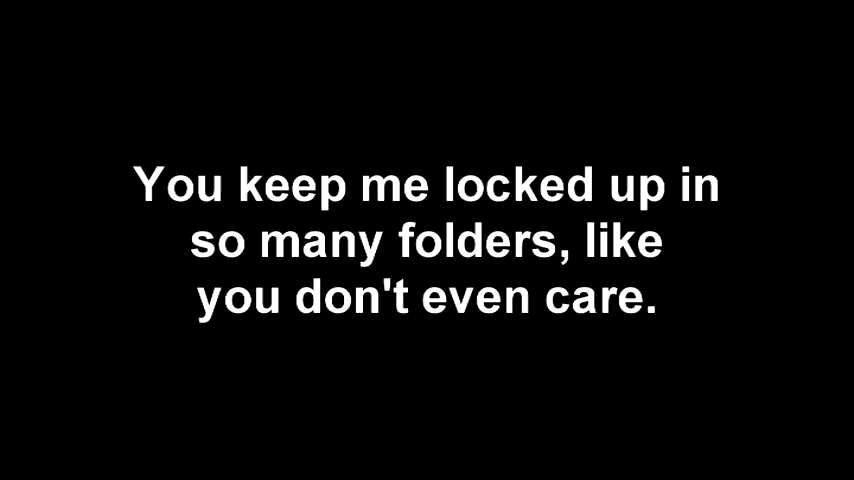 You keep me locked up in
so many folders, like
you don't even care.